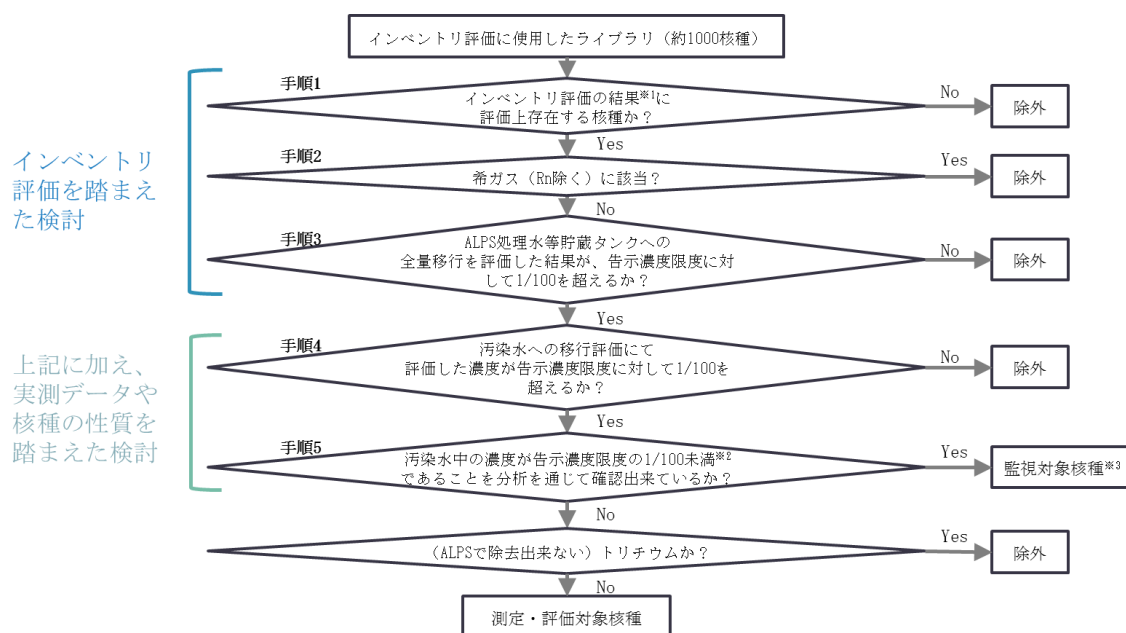 インベントリ評価に使用したライブラリ（約1000核種）
手順1
インベントリ評価の結果※1に
評価上存在する核種か？
No
除外
Yes
手順2
希ガス（Rn除く）に該当？
Yes
除外
No
インベントリ
評価を踏まえ
た検討
手順3
ALPS処理水等貯蔵タンクへの
全量移行を評価した結果が、告示濃度限度に対
して1/100を超えるか？
No
除外
Yes
手順4
汚染水への移行評価にて
評価した濃度が告示濃度限度に対して1/100を
超えるか？
No
除外
Yes
上記に加え、
実測データや
核種の性質を
踏まえた検討
手順5
汚染水中の濃度が告示濃度限度の1/100未満※2
であることを分析を通じて確認出来ているか？
Yes
監視対象核種※3
No
(ALPSで除去出来ない）トリチウムか？
Yes
除外
No
測定・評価対象核種